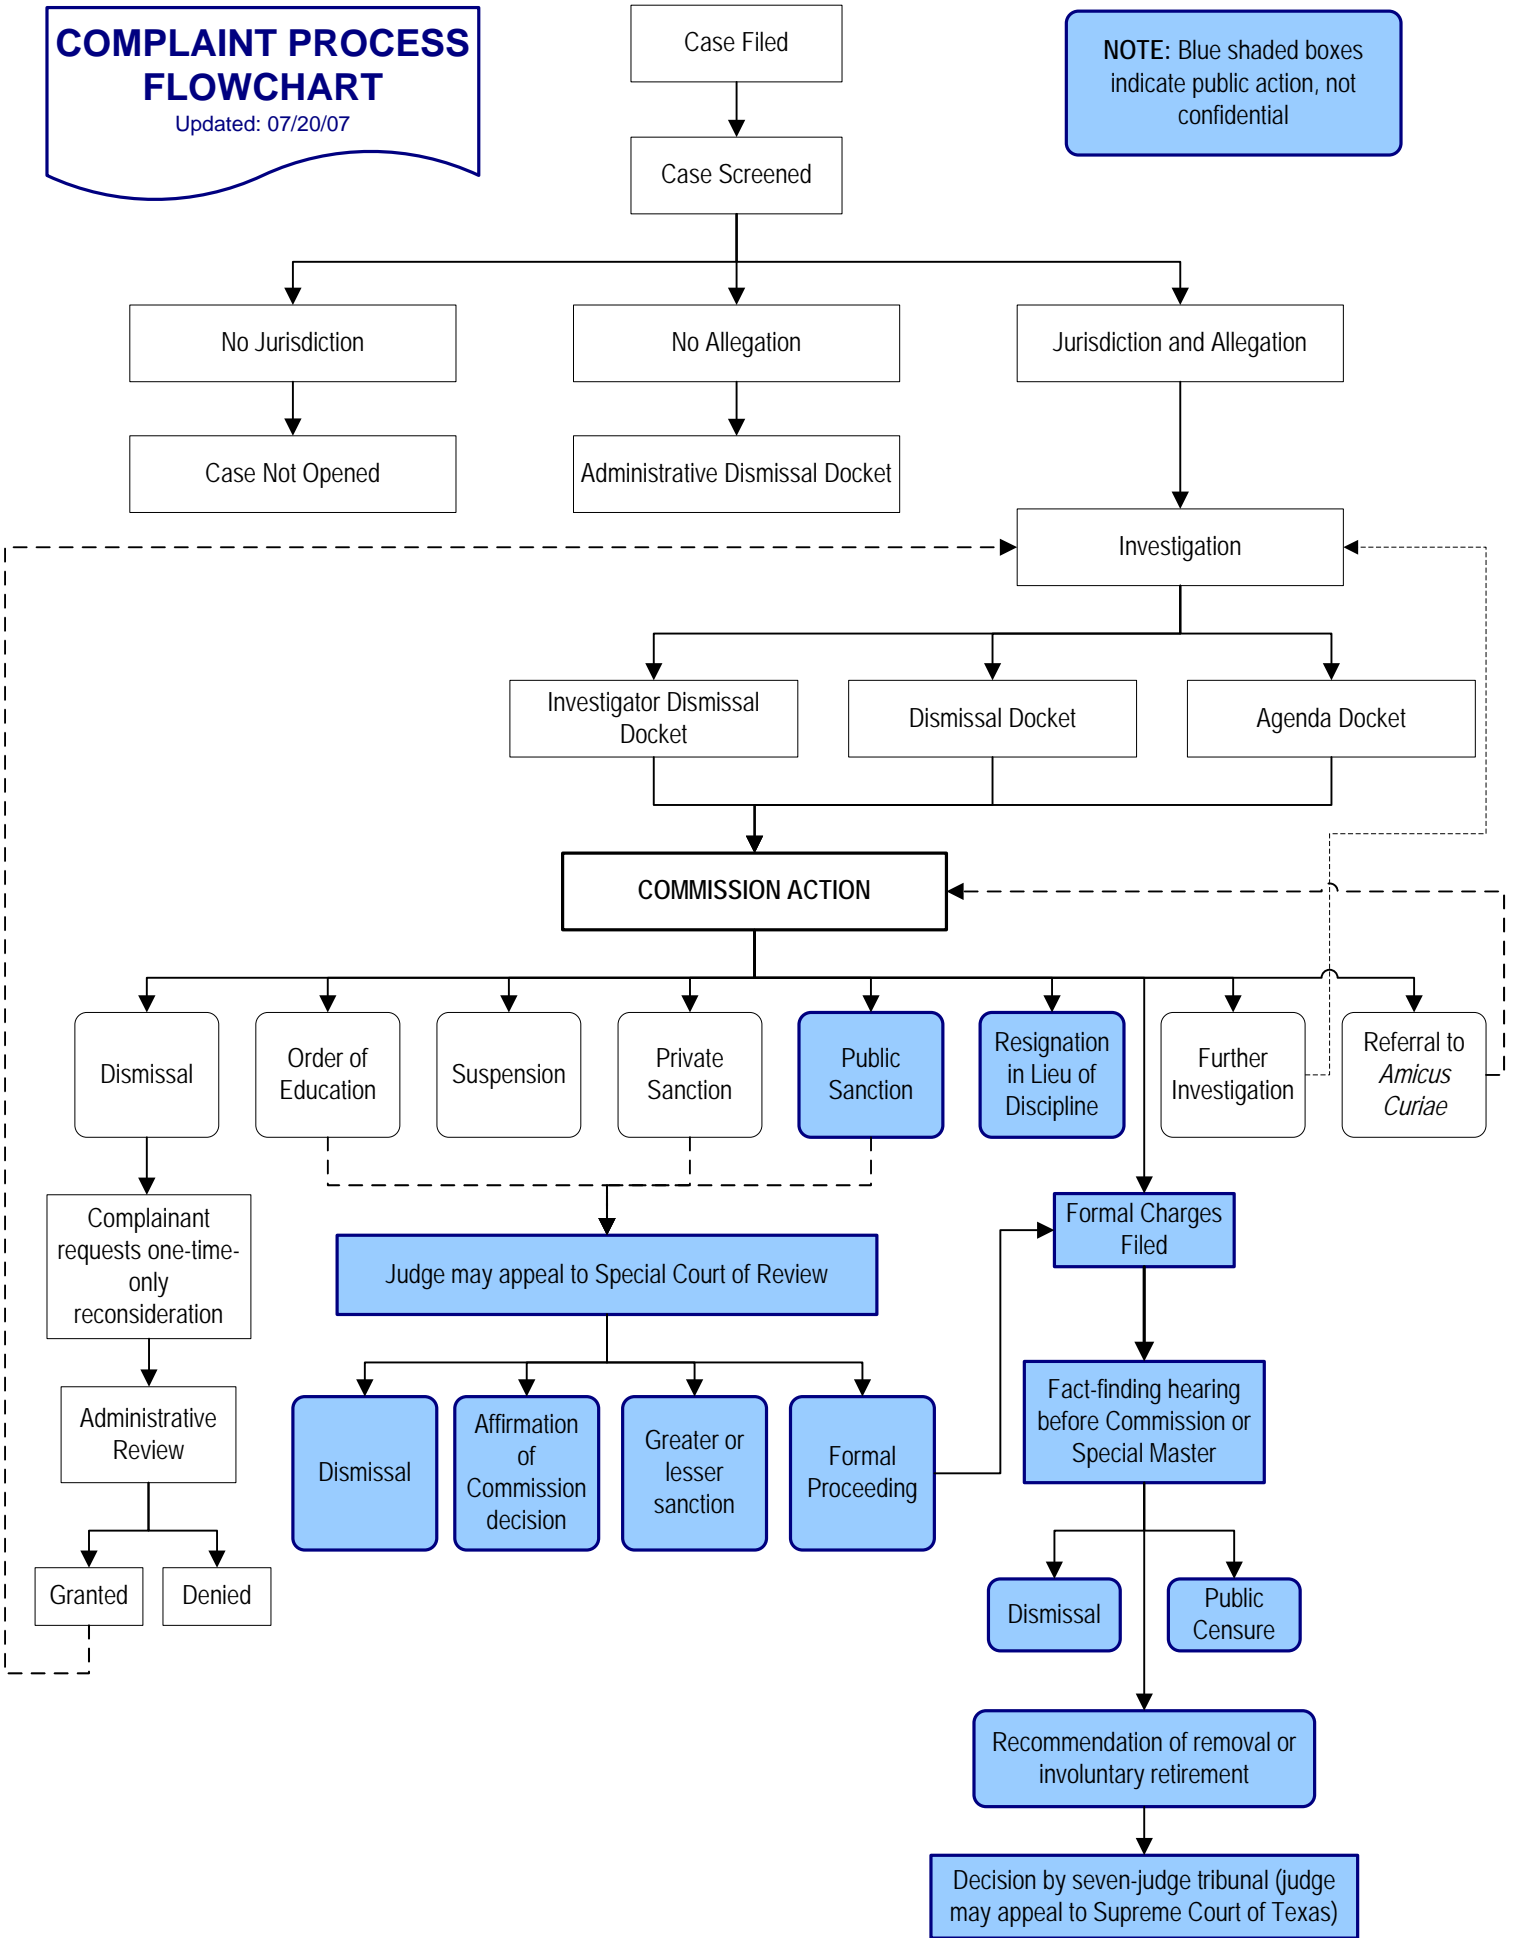 COMPLAINT PROCESS
FLOWCHART
Updated: 07/20/07
Case Filed
NOTE: Blue shaded boxes
indicate public action, not
confidential
Case Screened
No Jurisdiction
No Allegation
Jurisdiction and Allegation
Case Not Opened
Administrative Dismissal Docket
Investigation
Investigator Dismissal
Docket
Dismissal Docket
Agenda Docket
COMMISSION ACTION
Dismissal
Order of
Education
Suspension
Private
Sanction
Public
Sanction
Resignation
in Lieu of
Discipline
Further
Investigation
Referral to
Amicus
Curiae
Complainant
requests one-time-
only
reconsideration
Judge may appeal to Special Court of Review
Formal Charges
Filed
Administrative
Review
Dismissal
Affirmation
of
Commission
decision
Greater or
lesser
sanction
Formal
Proceeding
Fact-finding hearing
before Commission or
Special Master
Granted
Denied
Dismissal
Public
Censure
Recommendation of removal or
involuntary retirement
Decision by seven-judge tribunal (judge
may appeal to Supreme Court of Texas)